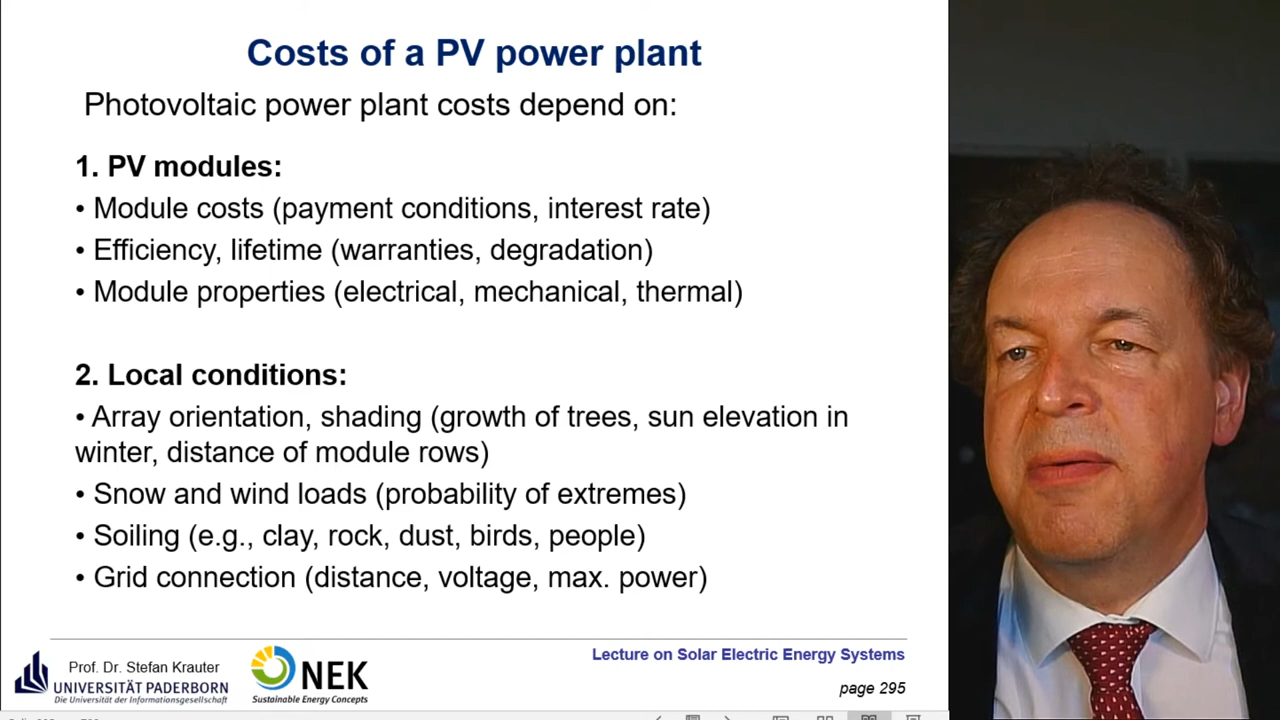 Costs of a PV power plant
Photovoltaic power plant costs depend on:
1. PV modules:
• Module costs (payment conditions, interest rate)
• Efficiency, lifetime (warranties, degradation)
• Module properties (electrical, mechanical, thermal)
2. Local conditions:
• Array orientation, shading (growth of trees, sun elevation in
winter, distance of module rows)
• Snow and wind loads (probability of extremes)
• Soiling (e.g., clay, rock, dust, birds, people)
• Grid connection (distance, voltage, max. power)
Prof. Dr. Stefan Krauter
UNIVERSITÄT PADERBORN
Die Universität der Informationsgesellschaft
NEK
Sustainable Energy Concepts
Lecture on Solar Electric Energy Systems
page 295